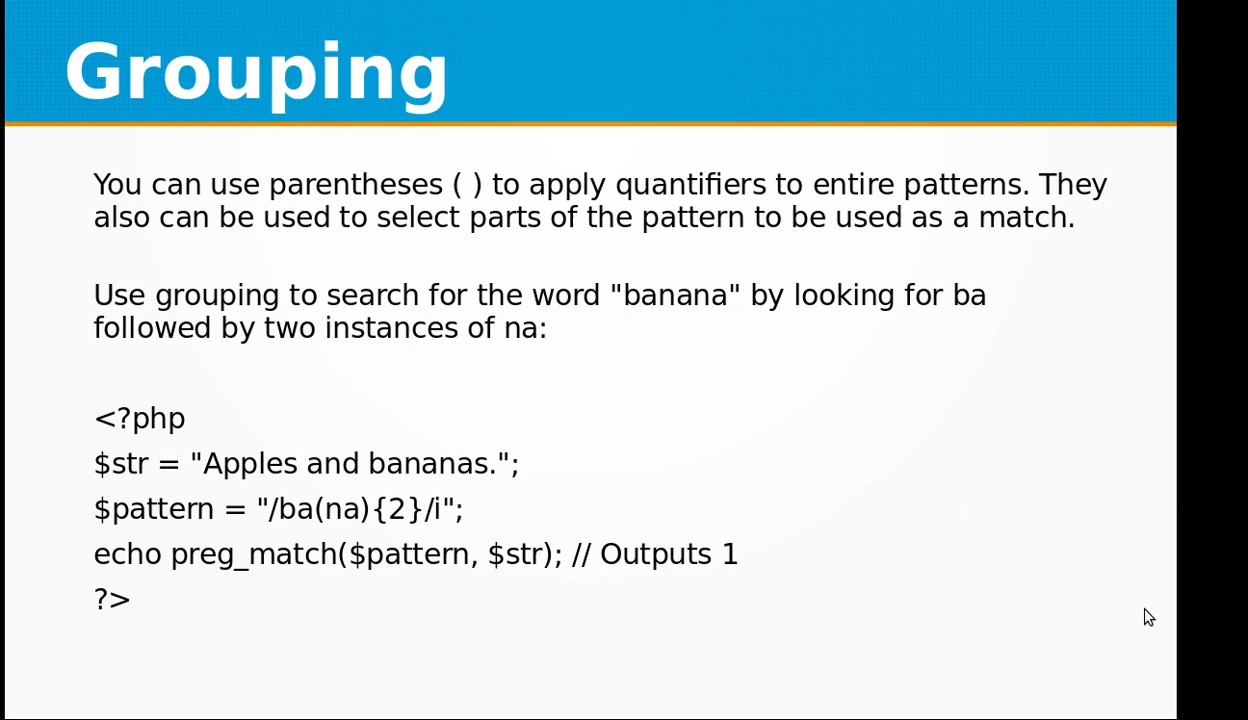 Grouping
You can use parentheses ( ) to apply quantifiers to entire patterns. They
also can be used to select parts of the pattern to be used as a match.
Use grouping to search for the word "banana" by looking for ba
followed by two instances of na:
<?php
$str = "Apples and bananas.";
$pattern = "/ba(na){2}/i";
echo preg_match($pattern, $str); // Outputs 1
?>